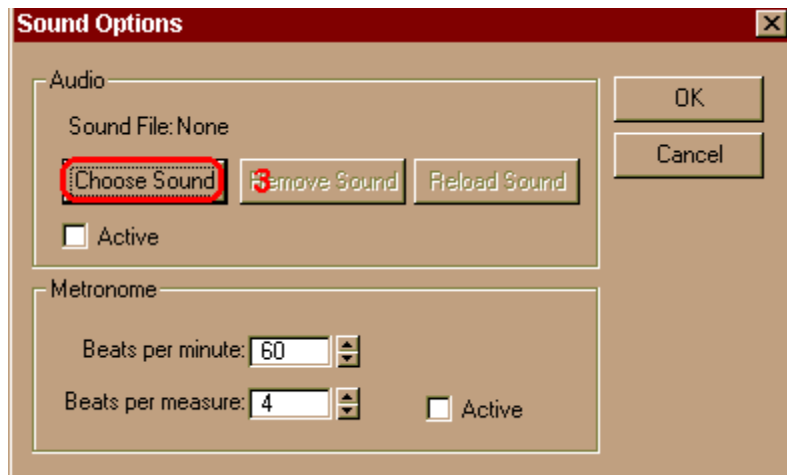 Sound Options
Audio
OK
Sound File: None
Cancel
Choose Sound 3 Remove Sound Reload Sound
Active
Metronome
Beats per minute: 60
Beats per measure: 4 Active